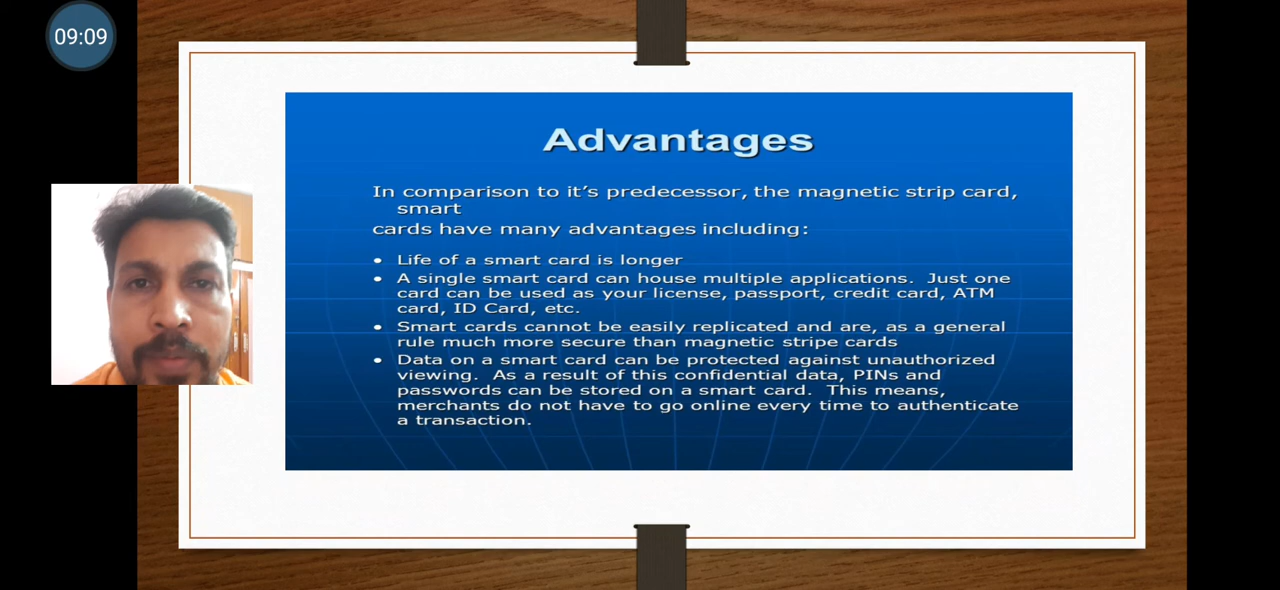 09:09
Advantages
In comparison to it's predecessor, the magnetic strip card,
smart
cards have many advantages including:
• Life of a smart card is longer
• A single smart card can house multiple applications. Just one
card can be used as your license, passport, credit card, ATM
card, ID Card, etc.
• Smart cards cannot be easily replicated and are, as a general
rule much more secure than magnetic stripe cards
• Data on a smart card can be protected against unauthorized
viewing. As a result of this confidential data, PINs and
passwords can be stored on a smart card. This means,
merchants do not have to go online every time to authenticate
a transaction.